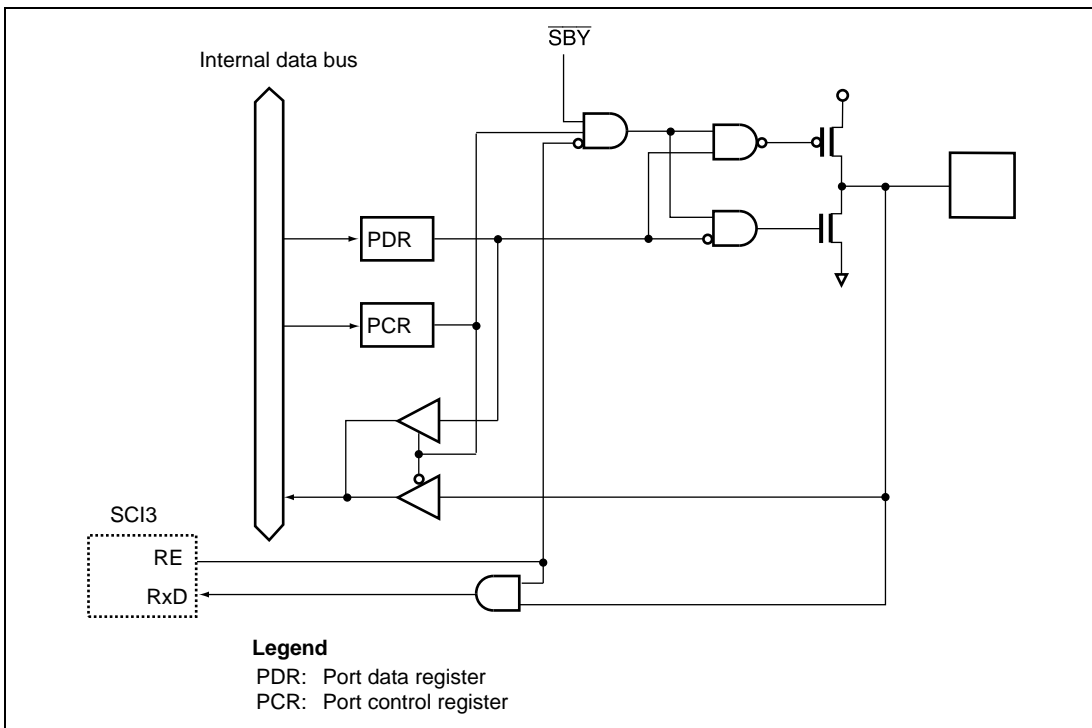 SBY
Internal data bus
PDR
PCR
SCI3
RE
RxD
Legend
PDR: Port data register
PCR: Port control register